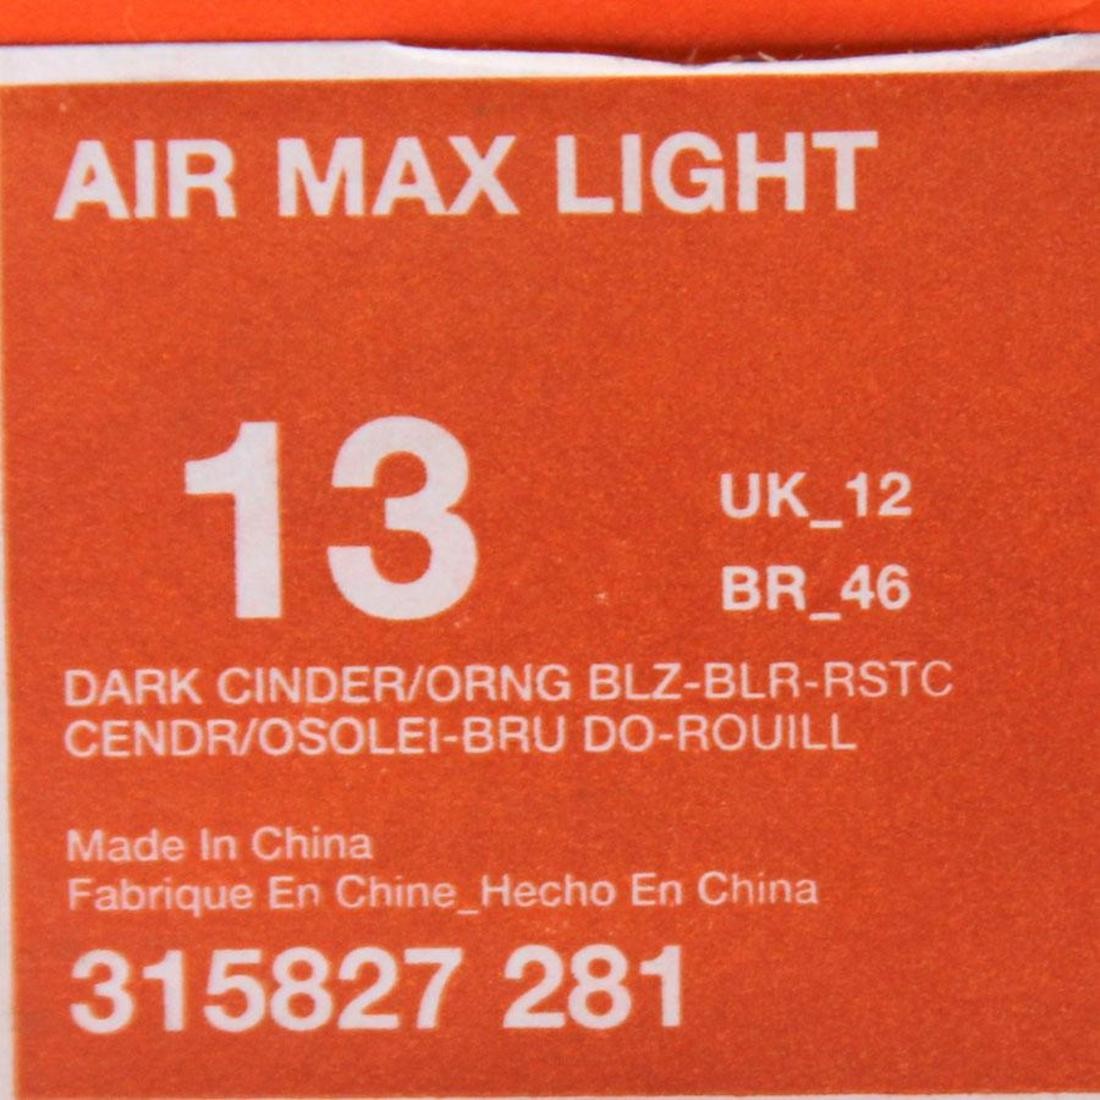 AIR MAX LIGHT
13
UK_12
BR_46
DARK CINDER/ORNG BLZ-BLR-RSTC
CENDR/OSOLEI-BRU DO-ROUILL
Made In China
Fabrique En Chine_Hecho En China
315827 281